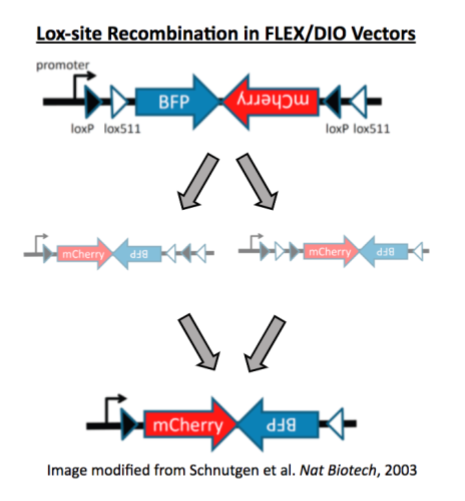 Lox-site Recombination in FLEX/DIO Vectors
promoter
BFP mCherry
loxP lox511 loxP lox511
mCherry BFP mCherry BFP
mCherry BFP
Image modified from Schnutgen et al. Nat Biotech, 2003